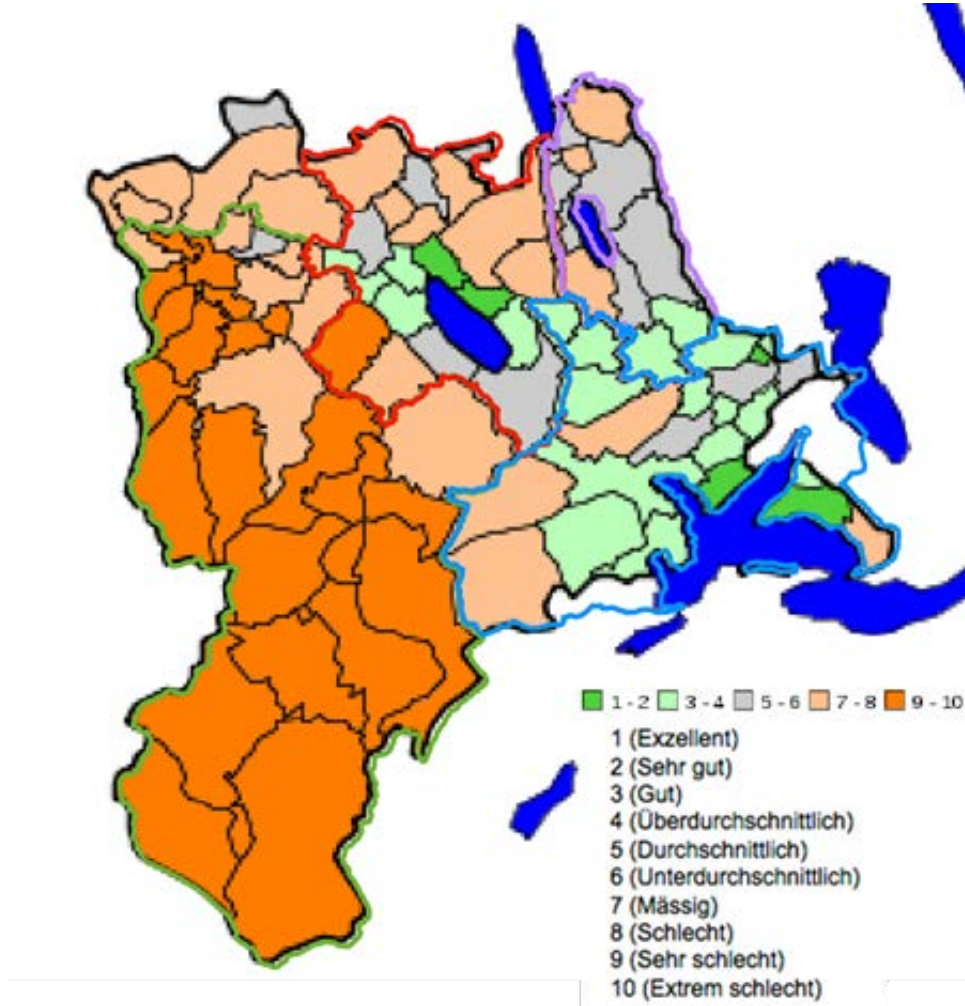 1 - 2 3 - 4 5 - 6 7 - 8 9 - 10
1 (Exzellent)
2 (Sehr gut)
3 (Gut)
4 (Überdurchschnittlich)
5 (Durchschnittlich)
6 (Unterdurchschnittlich)
7 (Mässig)
8 (Schlecht)
9 (Sehr schlecht)
10 (Extrem schlecht)